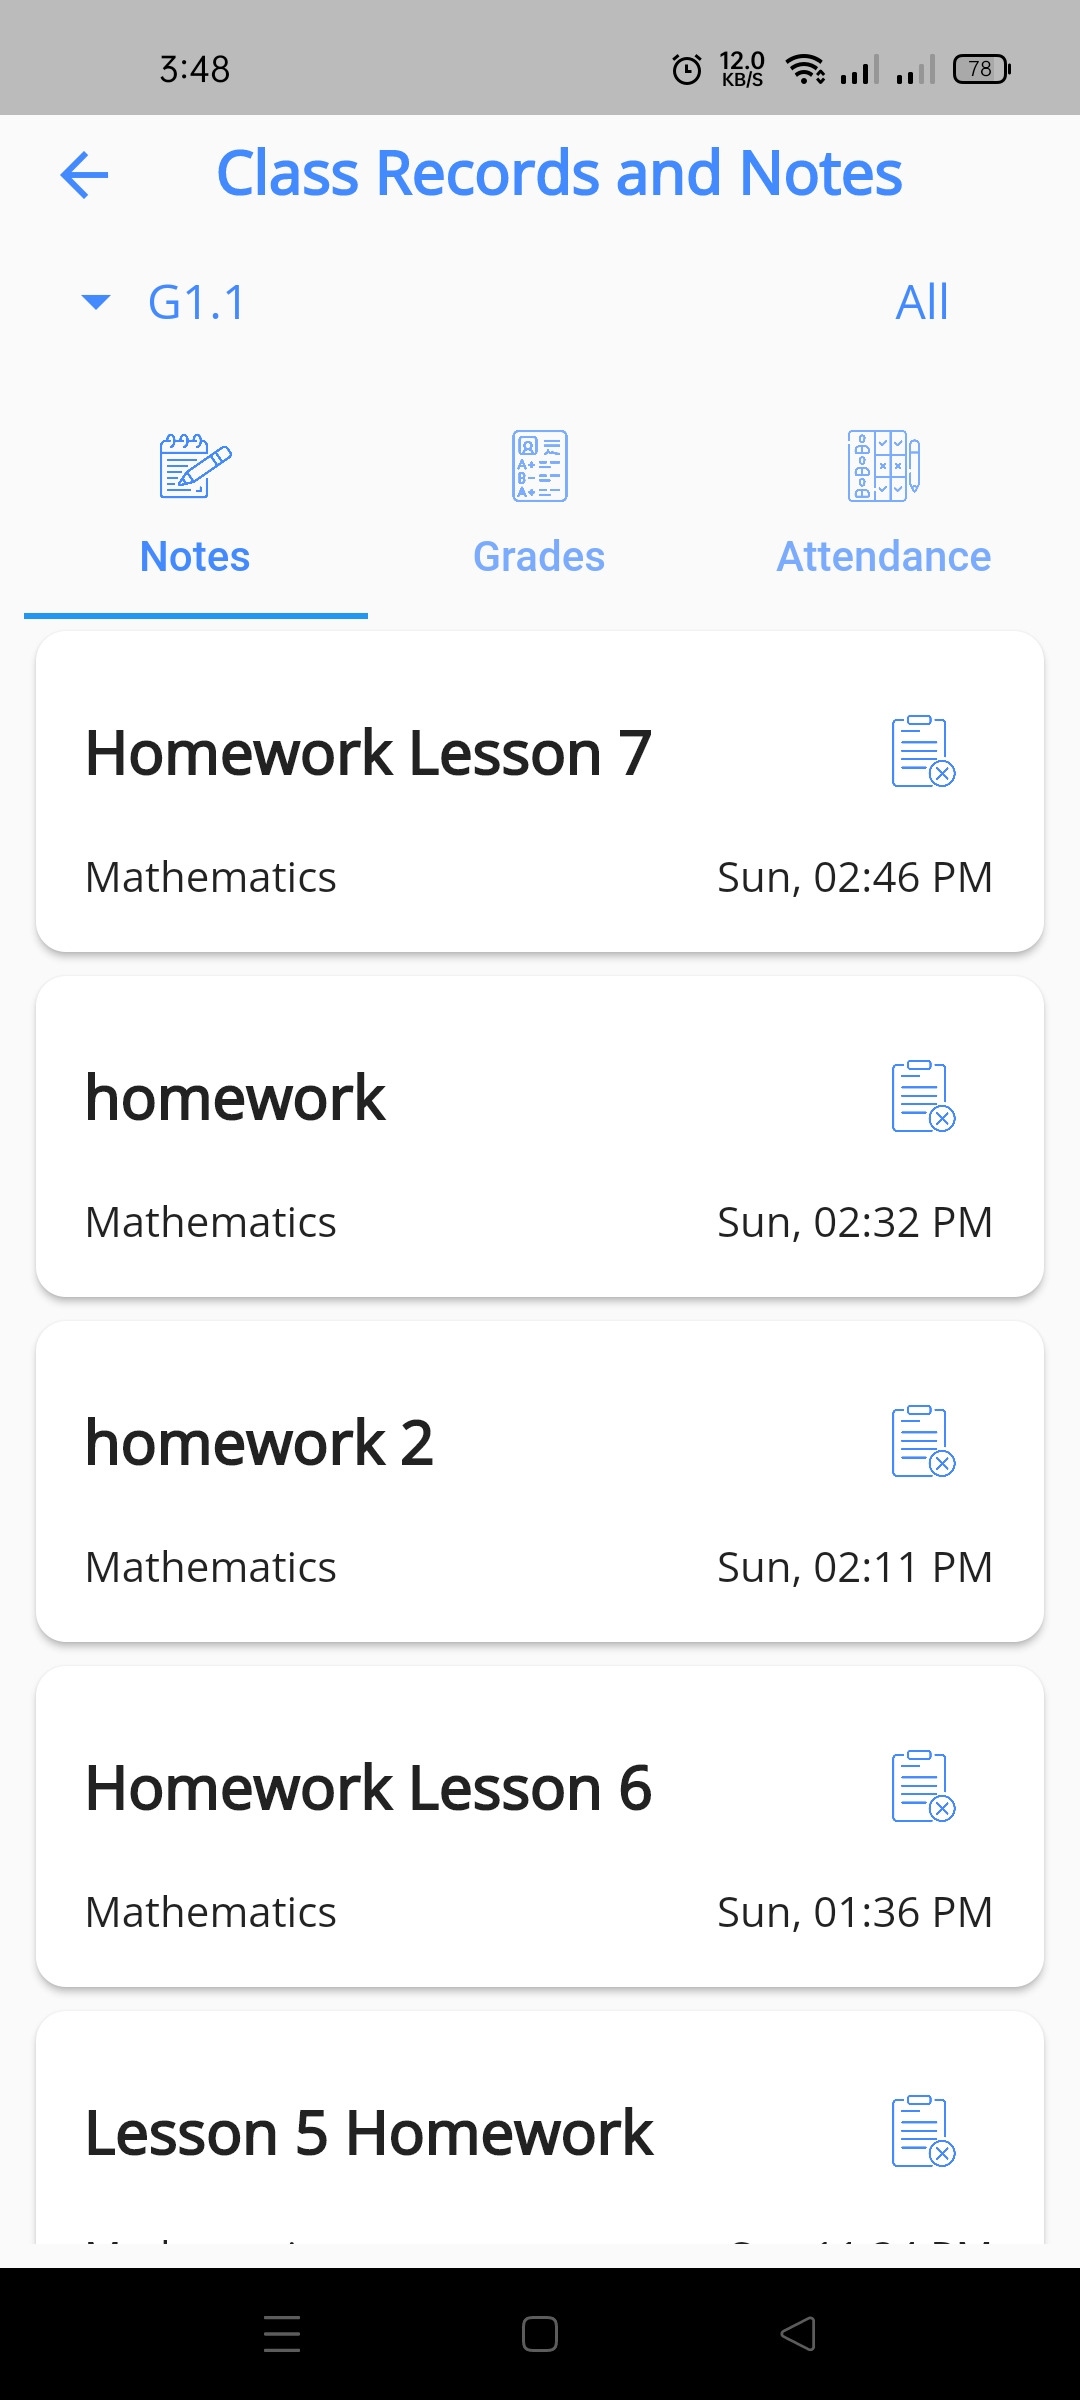 3:48
12.0
KB/S
78
Class Records and Notes
G1.1
All
Notes
Grades
Attendance
Homework Lesson 7
Mathematics
Sun, 02:46 PM
homework
Mathematics
Sun, 02:32 PM
homework 2
Mathematics
Sun, 02:11 PM
Homework Lesson 6
Mathematics
Sun, 01:36 PM
Lesson 5 Homework